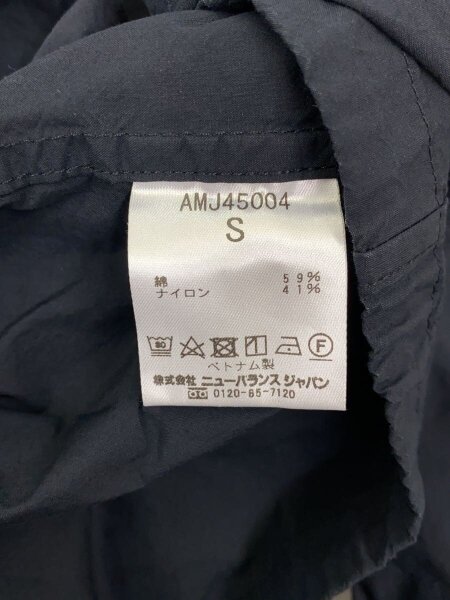 AMJ45004
S
綿 59%
ナイロン 41%
ベトナム製
株式会社 ニューバランス ジャパン
0120-85-7120